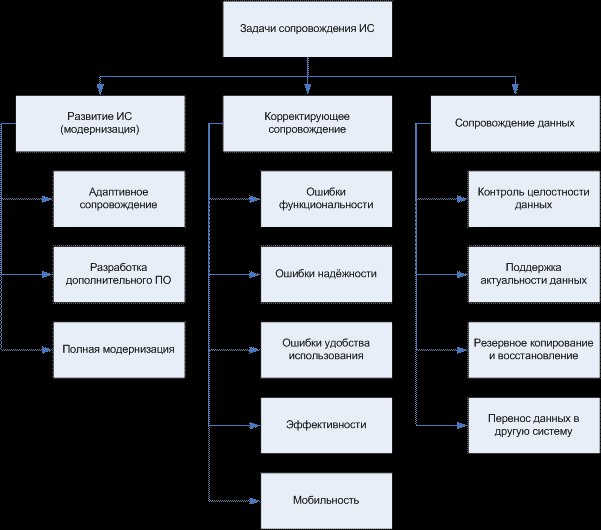 Задачи сопровождения ИС
Развитие ИС
(модернизация)
Корректирующее
сопровождение
Сопровождение данных
Адаптивное
сопровождение
Разработка
дополнительного ПО
Полная модернизация
Ошибки
функциональности
Ошибки надёжности
Ошибки удобства
использования
Эффективности
Мобильность
Контроль целостности
данных
Поддержка
актуальности данных
Резервное копирование
и восстановление
Перенос данных в
другую систему